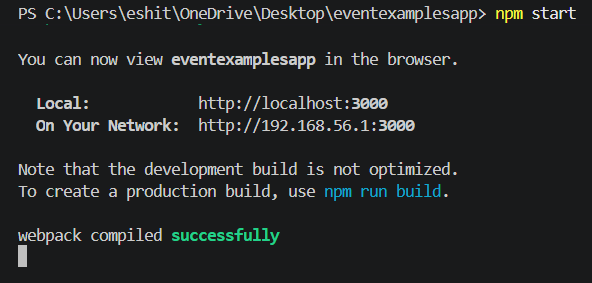 PS C:\Users\eshit\OneDrive\Desktop\eventexamplesapp> npm start
You can now view eventexamplesapp in the browser.
Local: http://localhost:3000
On Your Network: http://192.168.56.1:3000
Note that the development build is not optimized.
To create a production build, use npm run build.
webpack compiled successfully